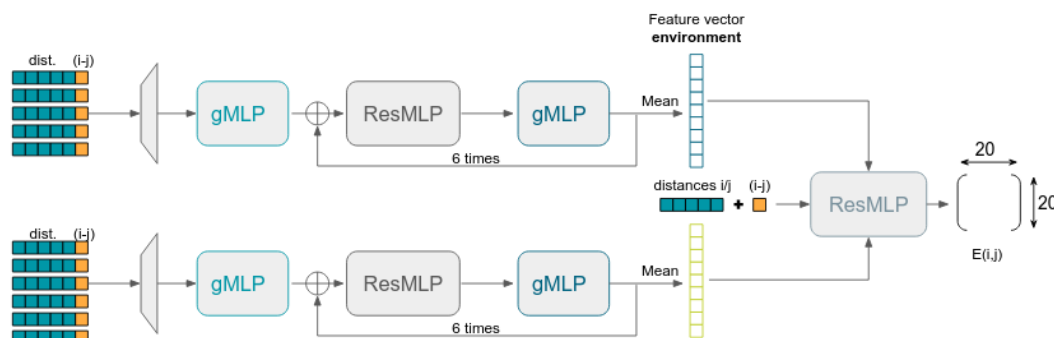 Feature vector
environment
dist. (i-j)
gMLP
ResMLP
gMLP
Mean
6 times
distances i/j + (i-j)
ResMLP
20
20
E(i,j)
dist. (i-j)
gMLP
ResMLP
gMLP
Mean
6 times